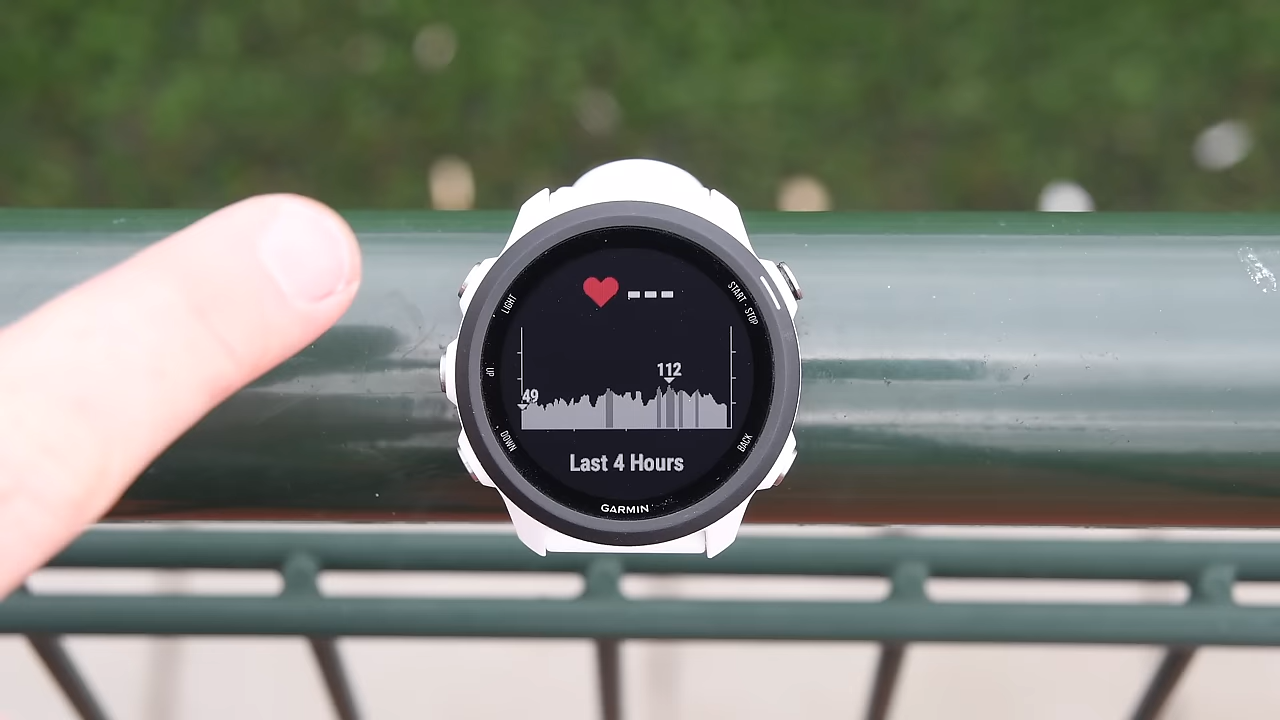 ---
LIGHT
START · STOP
UP
112
49
DOWN
BACK
Last 4 Hours
GARMIN